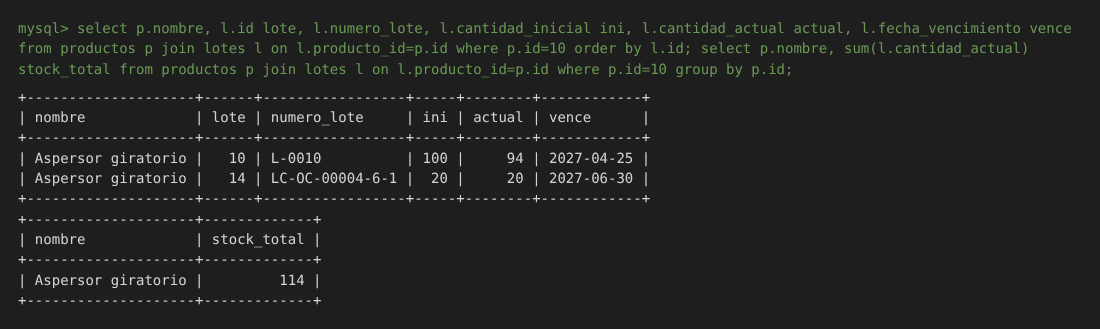 mysql> select p.nombre, l.id lote, l.numero_lote, l.cantidad_inicial ini, l.cantidad_actual actual, l.fecha_vencimiento vence
from productos p join lotes l on l.producto_id=p.id where p.id=10 order by l.id; select p.nombre, sum(l.cantidad_actual)
stock_total from productos p join lotes l on l.producto_id=p.id where p.id=10 group by p.id;
+--------------------+------+-----------------+-----+--------+------------+
| nombre             | lote | numero_lote     | ini | actual | vence      |
+--------------------+------+-----------------+-----+--------+------------+
| Aspersor giratorio |   10 | L-0010          | 100 |     94 | 2027-04-25 |
| Aspersor giratorio |   14 | LC-OC-00004-6-1 |  20 |     20 | 2027-06-30 |
+--------------------+------+-----------------+-----+--------+------------+
+--------------------+-------------+
| nombre             | stock_total |
+--------------------+-------------+
| Aspersor giratorio |         114 |
+--------------------+-------------+